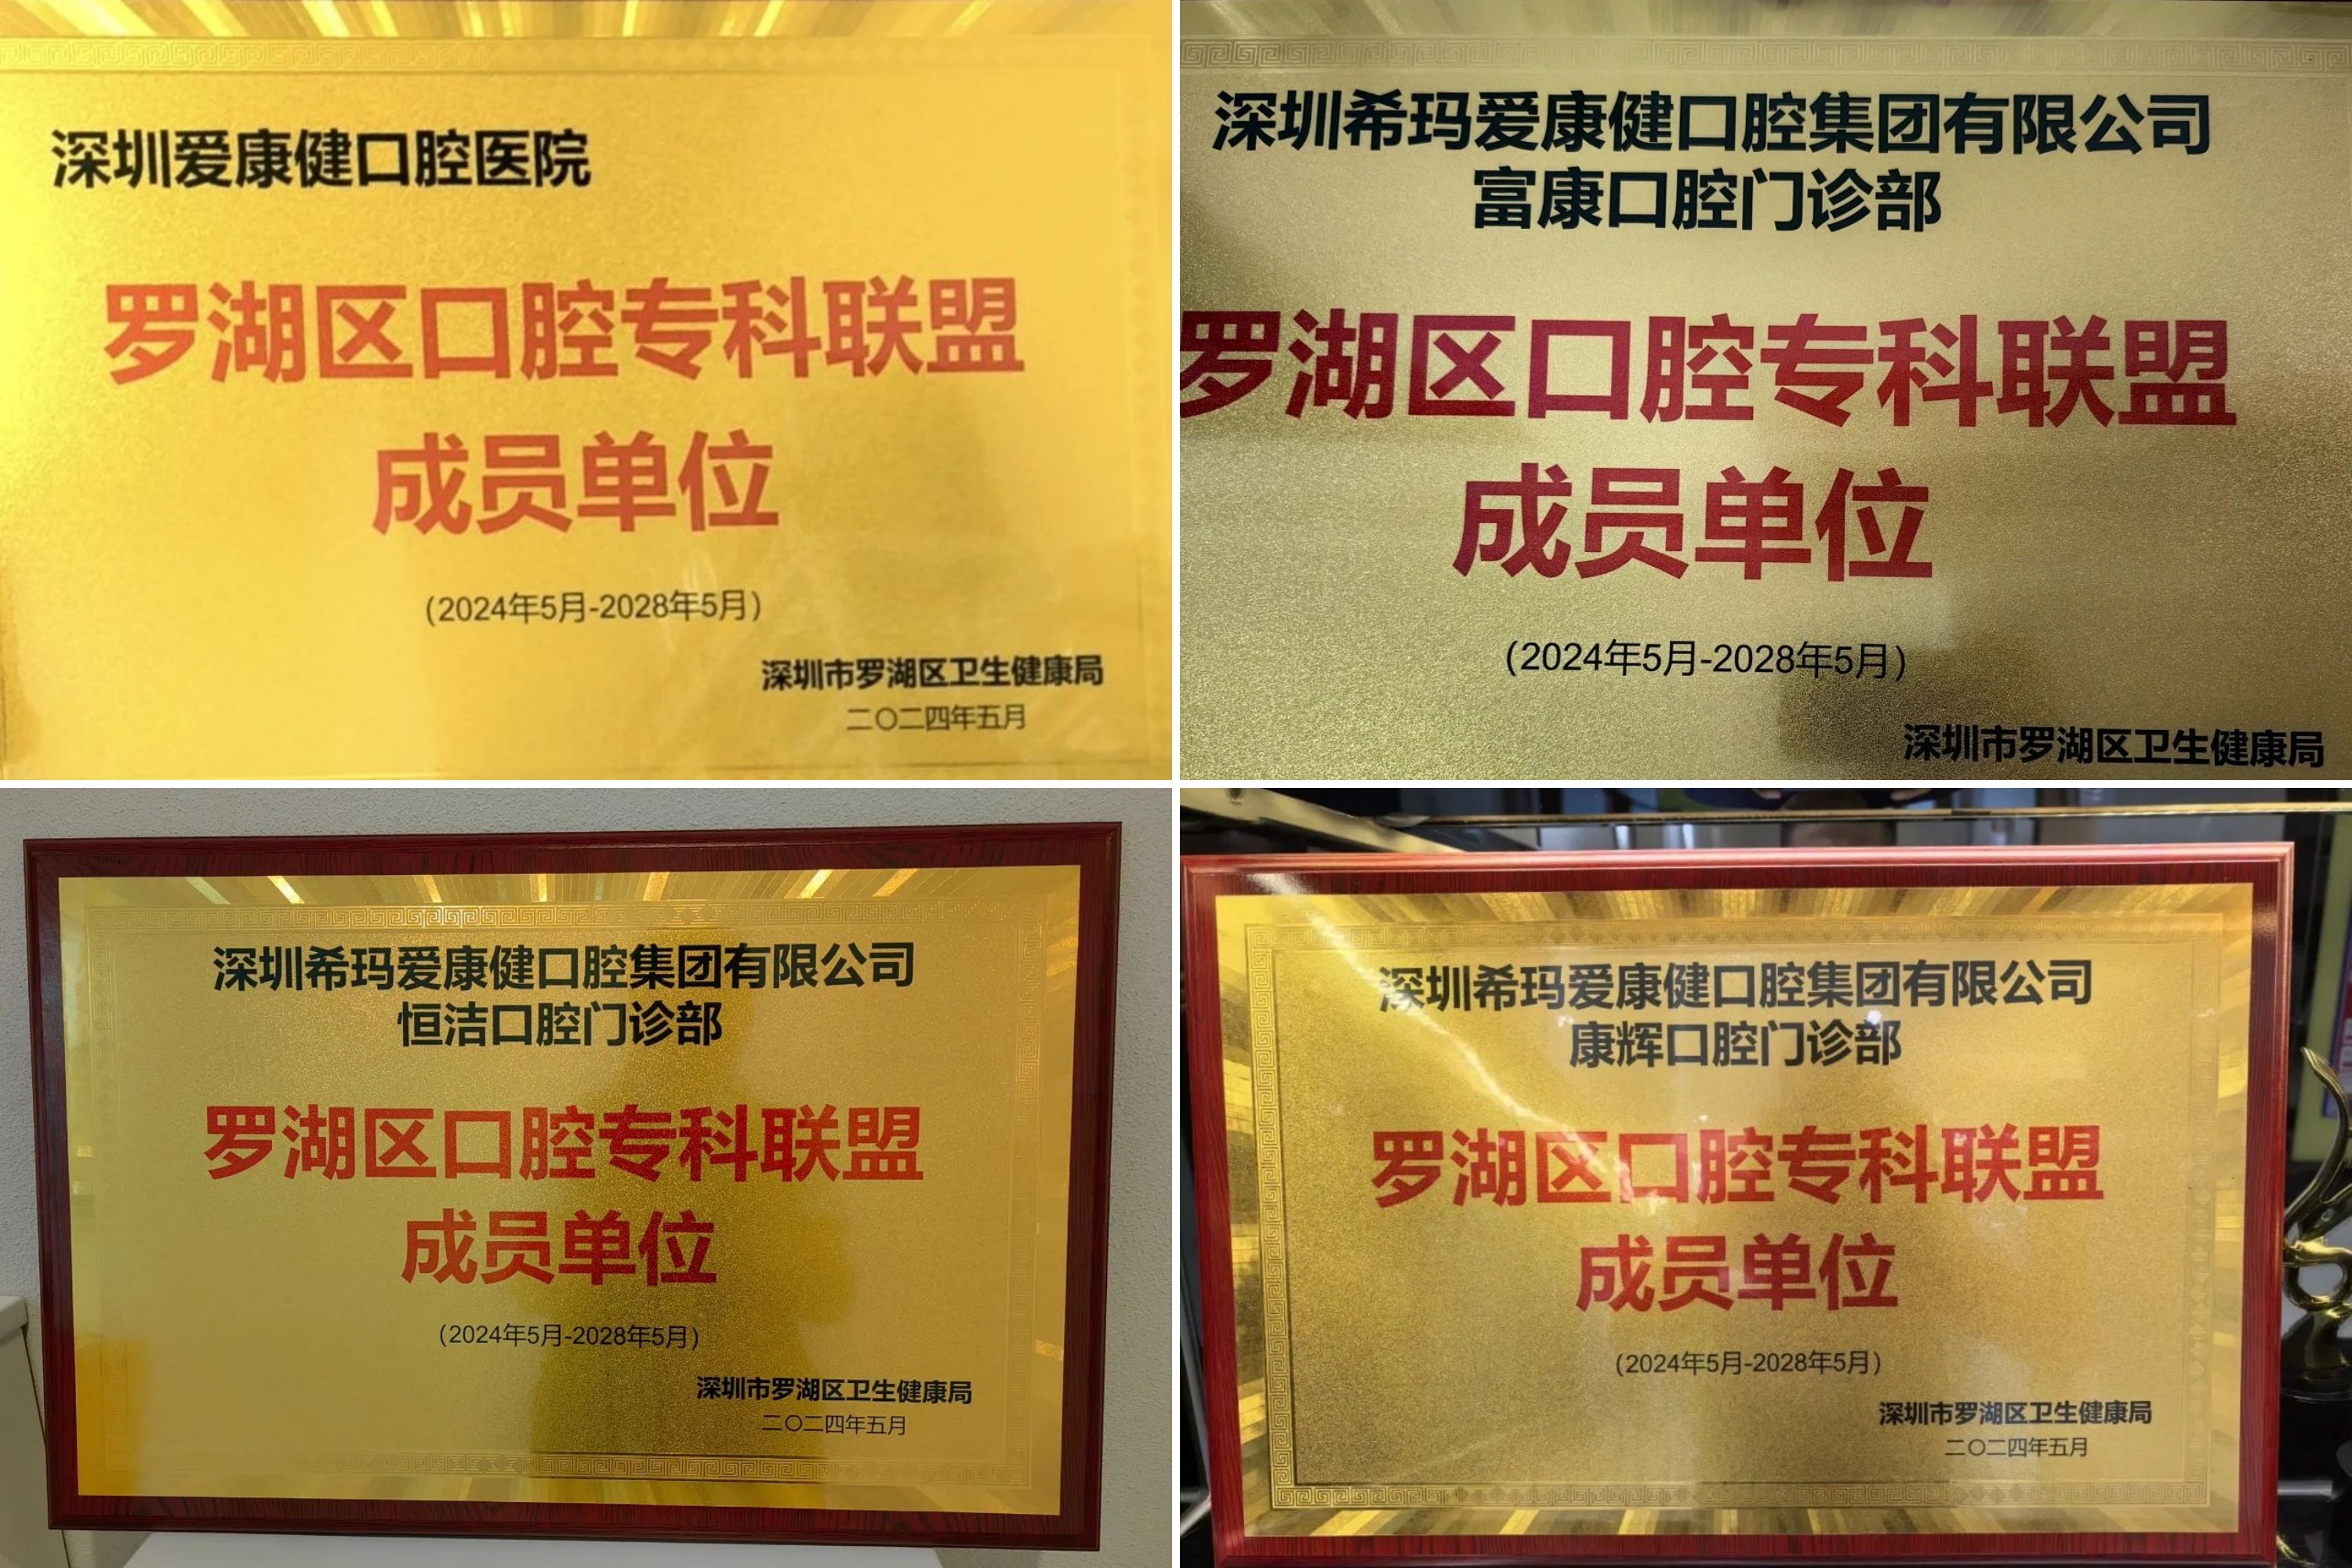 深圳爱康健口腔医院
罗湖区口腔专科联盟
成员单位
(2024年5月-2028年5月)
深圳市罗湖区卫生健康局
二〇二四年五月
深圳希玛爱康健口腔集团有限公司
富康口腔门诊部
罗湖区口腔专科联盟
成员单位
(2024年5月-2028年5月)
深圳市罗湖区卫生健康局
深圳希玛爱康健口腔集团有限公司
恒洁口腔门诊部
罗湖区口腔专科联盟
成员单位
(2024年5月-2028年5月)
深圳市罗湖区卫生健康局
二〇二四年五月
深圳希玛爱康健口腔集团有限公司
康辉口腔门诊部
罗湖区口腔专科联盟
成员单位
(2024年5月-2028年5月)
深圳市罗湖区卫生健康局
二〇二四年五月